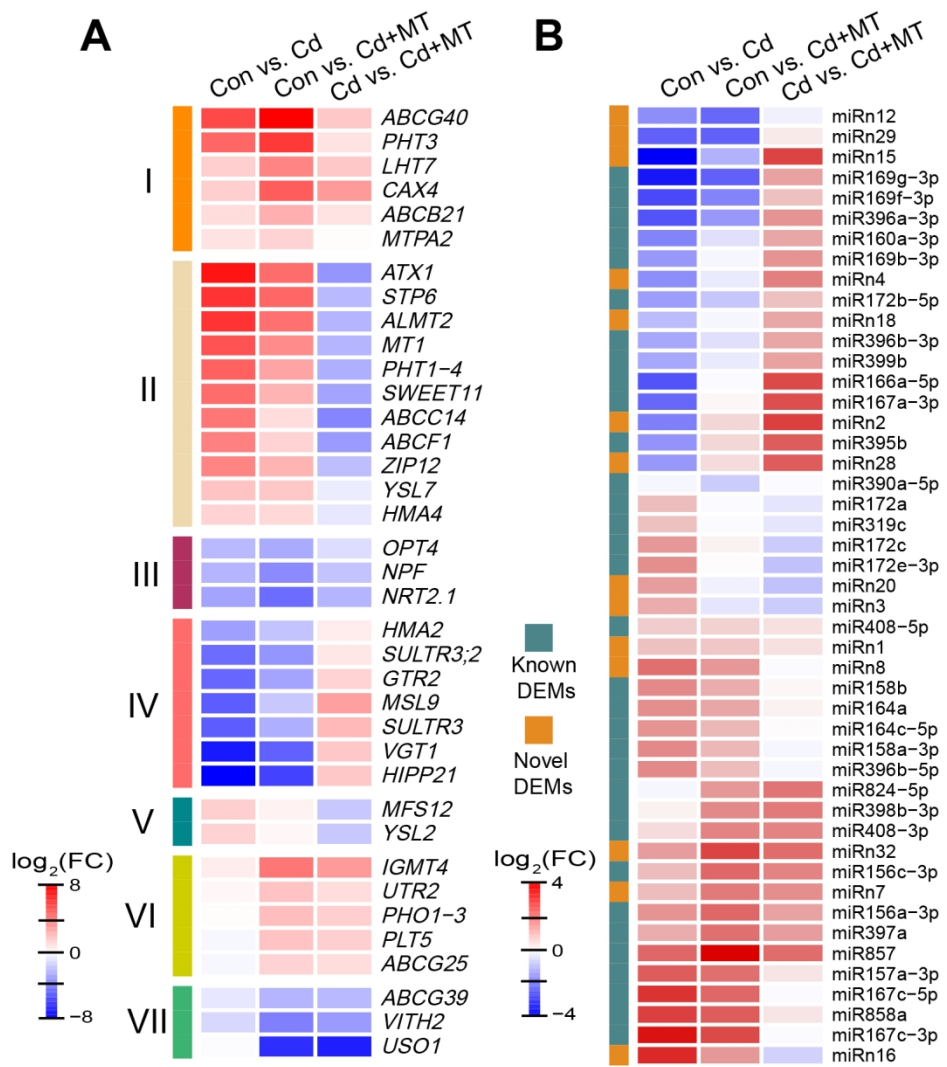 A
Con vs. Cd
Con vs. Cd+MT
Cd vs. Cd+MT
I
ABCG40
PHT3
LHT7
CAX4
ABCB21
MTPA2
II
ATX1
STP6
ALMT2
MT1
PHT1−4
SWEET11
ABCC14
ABCF1
ZIP12
YSL7
HMA4
III
OPT4
NPF
NRT2.1
IV
HMA2
SULTR3;2
GTR2
MSL9
SULTR3
VGT1
HIPP21
V
MFS12
YSL2
VI
IGMT4
UTR2
PHO1−3
PLT5
ABCG25
VII
ABCG39
VITH2
USO1
log2(FC)
8
0
−8
B
Con vs. Cd
Con vs. Cd+MT
Cd vs. Cd+MT
miRn12
miRn29
miRn15
miR169g−3p
miR169f−3p
miR396a−3p
miR160a−3p
miR169b−3p
miRn4
miR172b−5p
miRn18
miR396b−3p
miR399b
miR166a−5p
miR167a−3p
miRn2
miR395b
miRn28
miR390a−5p
miR172a
miR319c
miR172c
miR172e−3p
miRn20
miRn3
miR408−5p
miRn1
miRn8
miR158b
miR164a
miR164c−5p
miR158a−3p
miR396b−5p
miR824−5p
miR398b−3p
miR408−3p
miRn32
miR156c−3p
miRn7
miR156a−3p
miR397a
miR857
miR157a−3p
miR167c−5p
miR858a
miR167c−3p
miRn16
Known
DEMs
Novel
DEMs
log2(FC)
4
0
−4